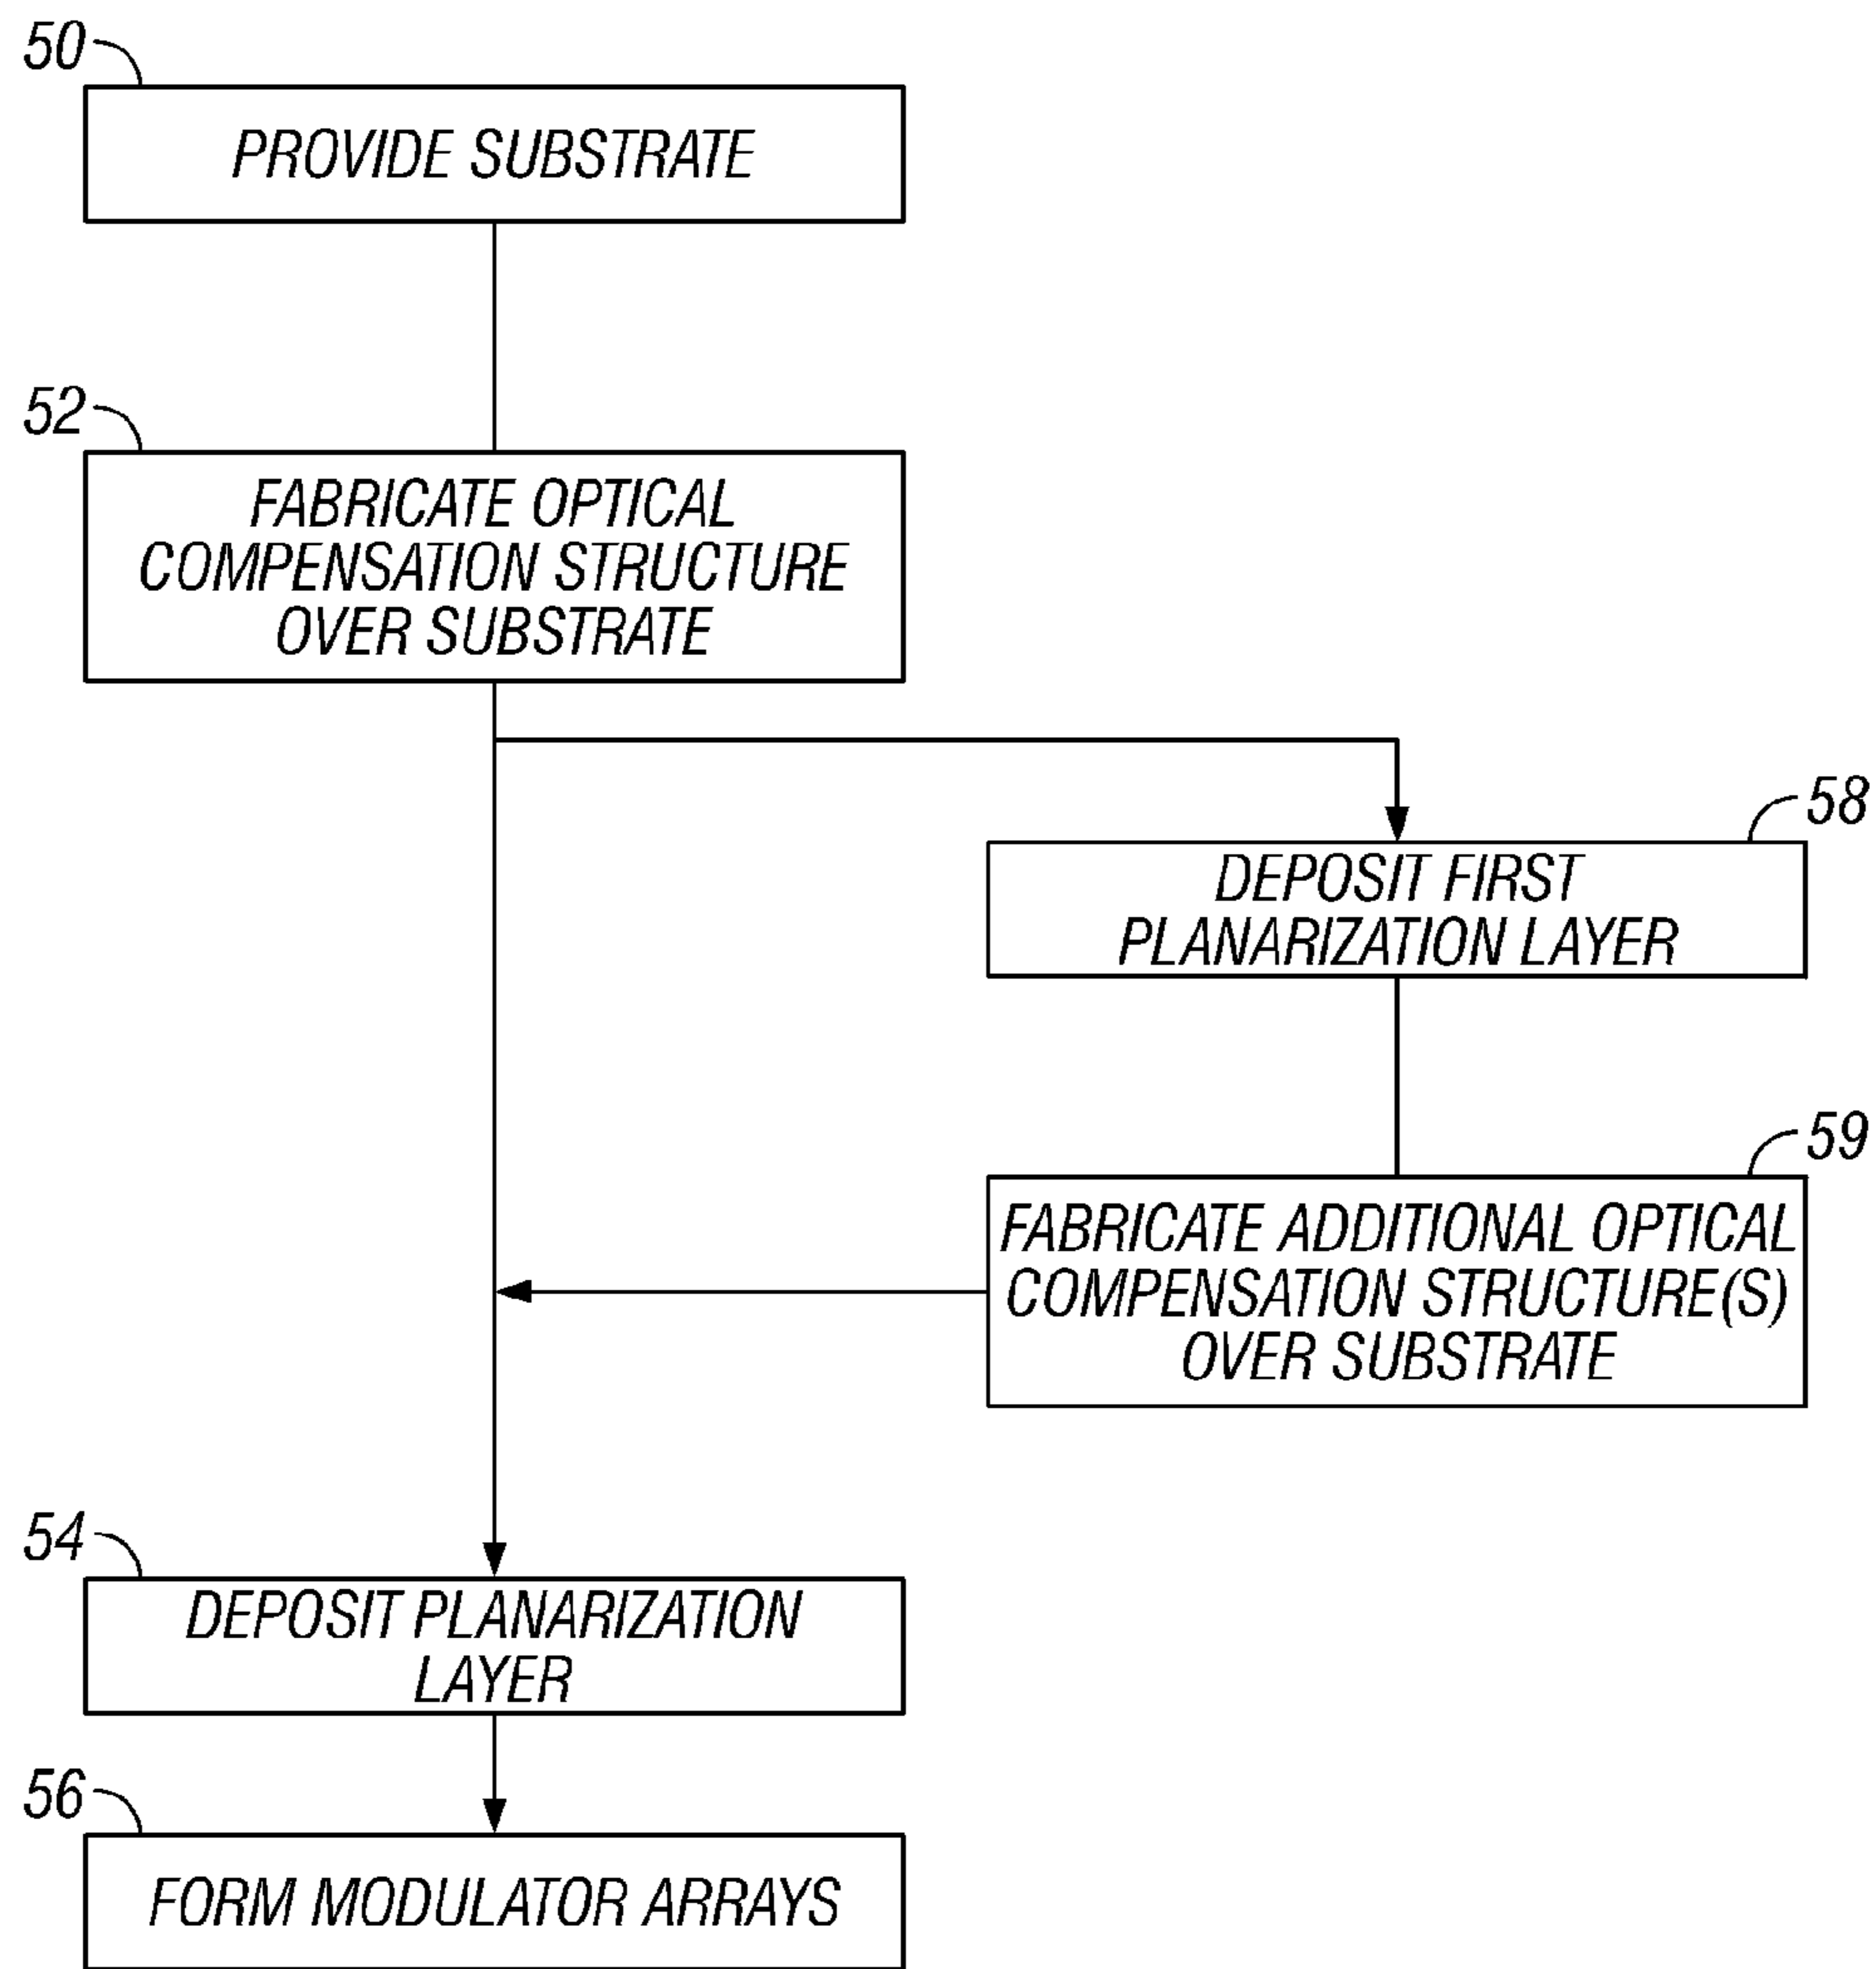 50
PROVIDE SUBSTRATE
52
FABRICATE OPTICAL
COMPENSATION STRUCTURE
OVER SUBSTRATE
58
DEPOSIT FIRST
PLANARIZATION LAYER
59
FABRICATE ADDITIONAL OPTICAL
COMPENSATION STRUCTURE(S)
OVER SUBSTRATE
54
DEPOSIT PLANARIZATION
LAYER
56
FORM MODULATOR ARRAYS